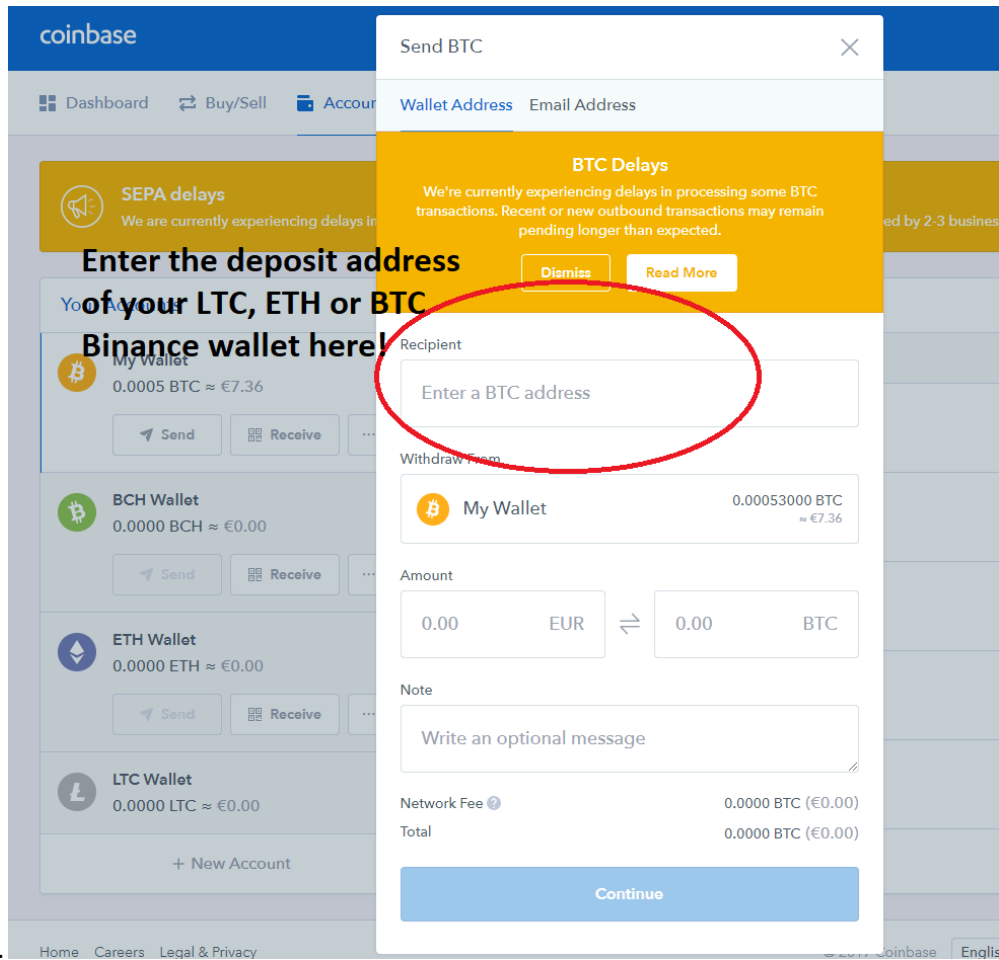 coinbase
Dashboard
Buy/Sell
Accoun
SEPA delays
We are currently experiencing delays in
ed by 2-3 busines
Enter the deposit address
of your LTC, ETH or BTC
Binance wallet here!
My Wallet
0.0005 BTC ≈ €7.36
Send
Receive
...
BCH Wallet
0.0000 BCH ≈ €0.00
Send
Receive
...
ETH Wallet
0.0000 ETH ≈ €0.00
Send
Receive
...
LTC Wallet
0.0000 LTC ≈ €0.00
+ New Account
Send BTC
Wallet Address
Email Address
BTC Delays
We're currently experiencing delays in processing some BTC
transactions. Recent or new outbound transactions may remain
pending longer than expected.
Dismiss
Read More
Recipient
Enter a BTC address
Withdraw From
My Wallet
0.00053000 BTC
≈ €7.36
Amount
0.00 EUR
0.00 BTC
Note
Write an optional message
Network Fee ?
0.0000 BTC (€0.00)
Total
0.0000 BTC (€0.00)
Continue
Home
Careers
Legal & Privacy
© 2017 Coinbase
Englis